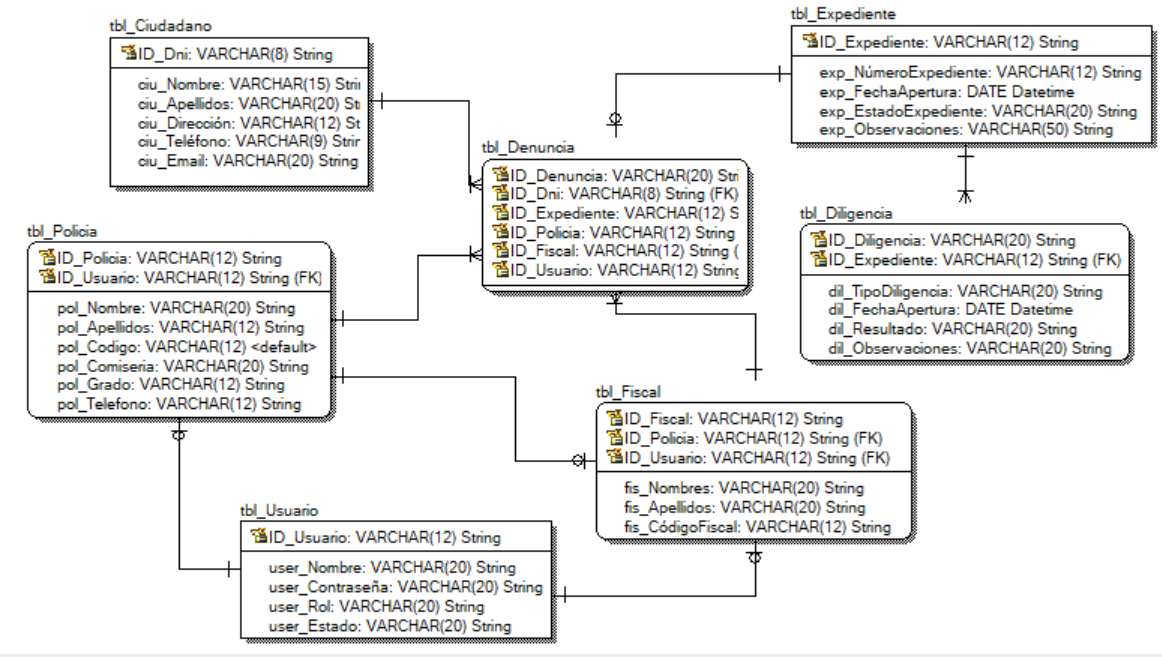 tbl_Ciudadano
ID_Dni: VARCHAR(8) String
ciu_Nombre: VARCHAR(15) Strin
ciu_Apellidos: VARCHAR(20) St
ciu_Dirección: VARCHAR(12) St
ciu_Teléfono: VARCHAR(9) Strin
ciu_Email: VARCHAR(20) String
tbl_Expediente
ID_Expediente: VARCHAR(12) String
exp_NúmeroExpediente: VARCHAR(12) String
exp_FechaApertura: DATE Datetime
exp_EstadoExpediente: VARCHAR(20) String
exp_Observaciones: VARCHAR(50) String
tbl_Denuncia
ID_Denuncia: VARCHAR(20) Stri
ID_Dni: VARCHAR(8) String (FK)
ID_Expediente: VARCHAR(12) S
ID_Policia: VARCHAR(12) String
ID_Fiscal: VARCHAR(12) String (
ID_Usuario: VARCHAR(12) String
tbl_Diligencia
ID_Diligencia: VARCHAR(20) String
ID_Expediente: VARCHAR(12) String (FK)
dil_TipoDiligencia: VARCHAR(20) String
dil_FechaApertura: DATE Datetime
dil_Resultado: VARCHAR(20) String
dil_Observaciones: VARCHAR(20) String
tbl_Policia
ID_Policia: VARCHAR(12) String
ID_Usuario: VARCHAR(12) String (FK)
pol_Nombre: VARCHAR(20) String
pol_Apellidos: VARCHAR(12) String
pol_Codigo: VARCHAR(12) <default>
pol_Comiseria: VARCHAR(20) String
pol_Grado: VARCHAR(12) String
pol_Telefono: VARCHAR(12) String
tbl_Fiscal
ID_Fiscal: VARCHAR(12) String
ID_Policia: VARCHAR(12) String (FK)
ID_Usuario: VARCHAR(12) String (FK)
fis_Nombres: VARCHAR(20) String
fis_Apellidos: VARCHAR(20) String
fis_CódigoFiscal: VARCHAR(12) String
tbl_Usuario
ID_Usuario: VARCHAR(12) String
user_Nombre: VARCHAR(20) String
user_Contraseña: VARCHAR(20) String
user_Rol: VARCHAR(20) String
user_Estado: VARCHAR(20) String